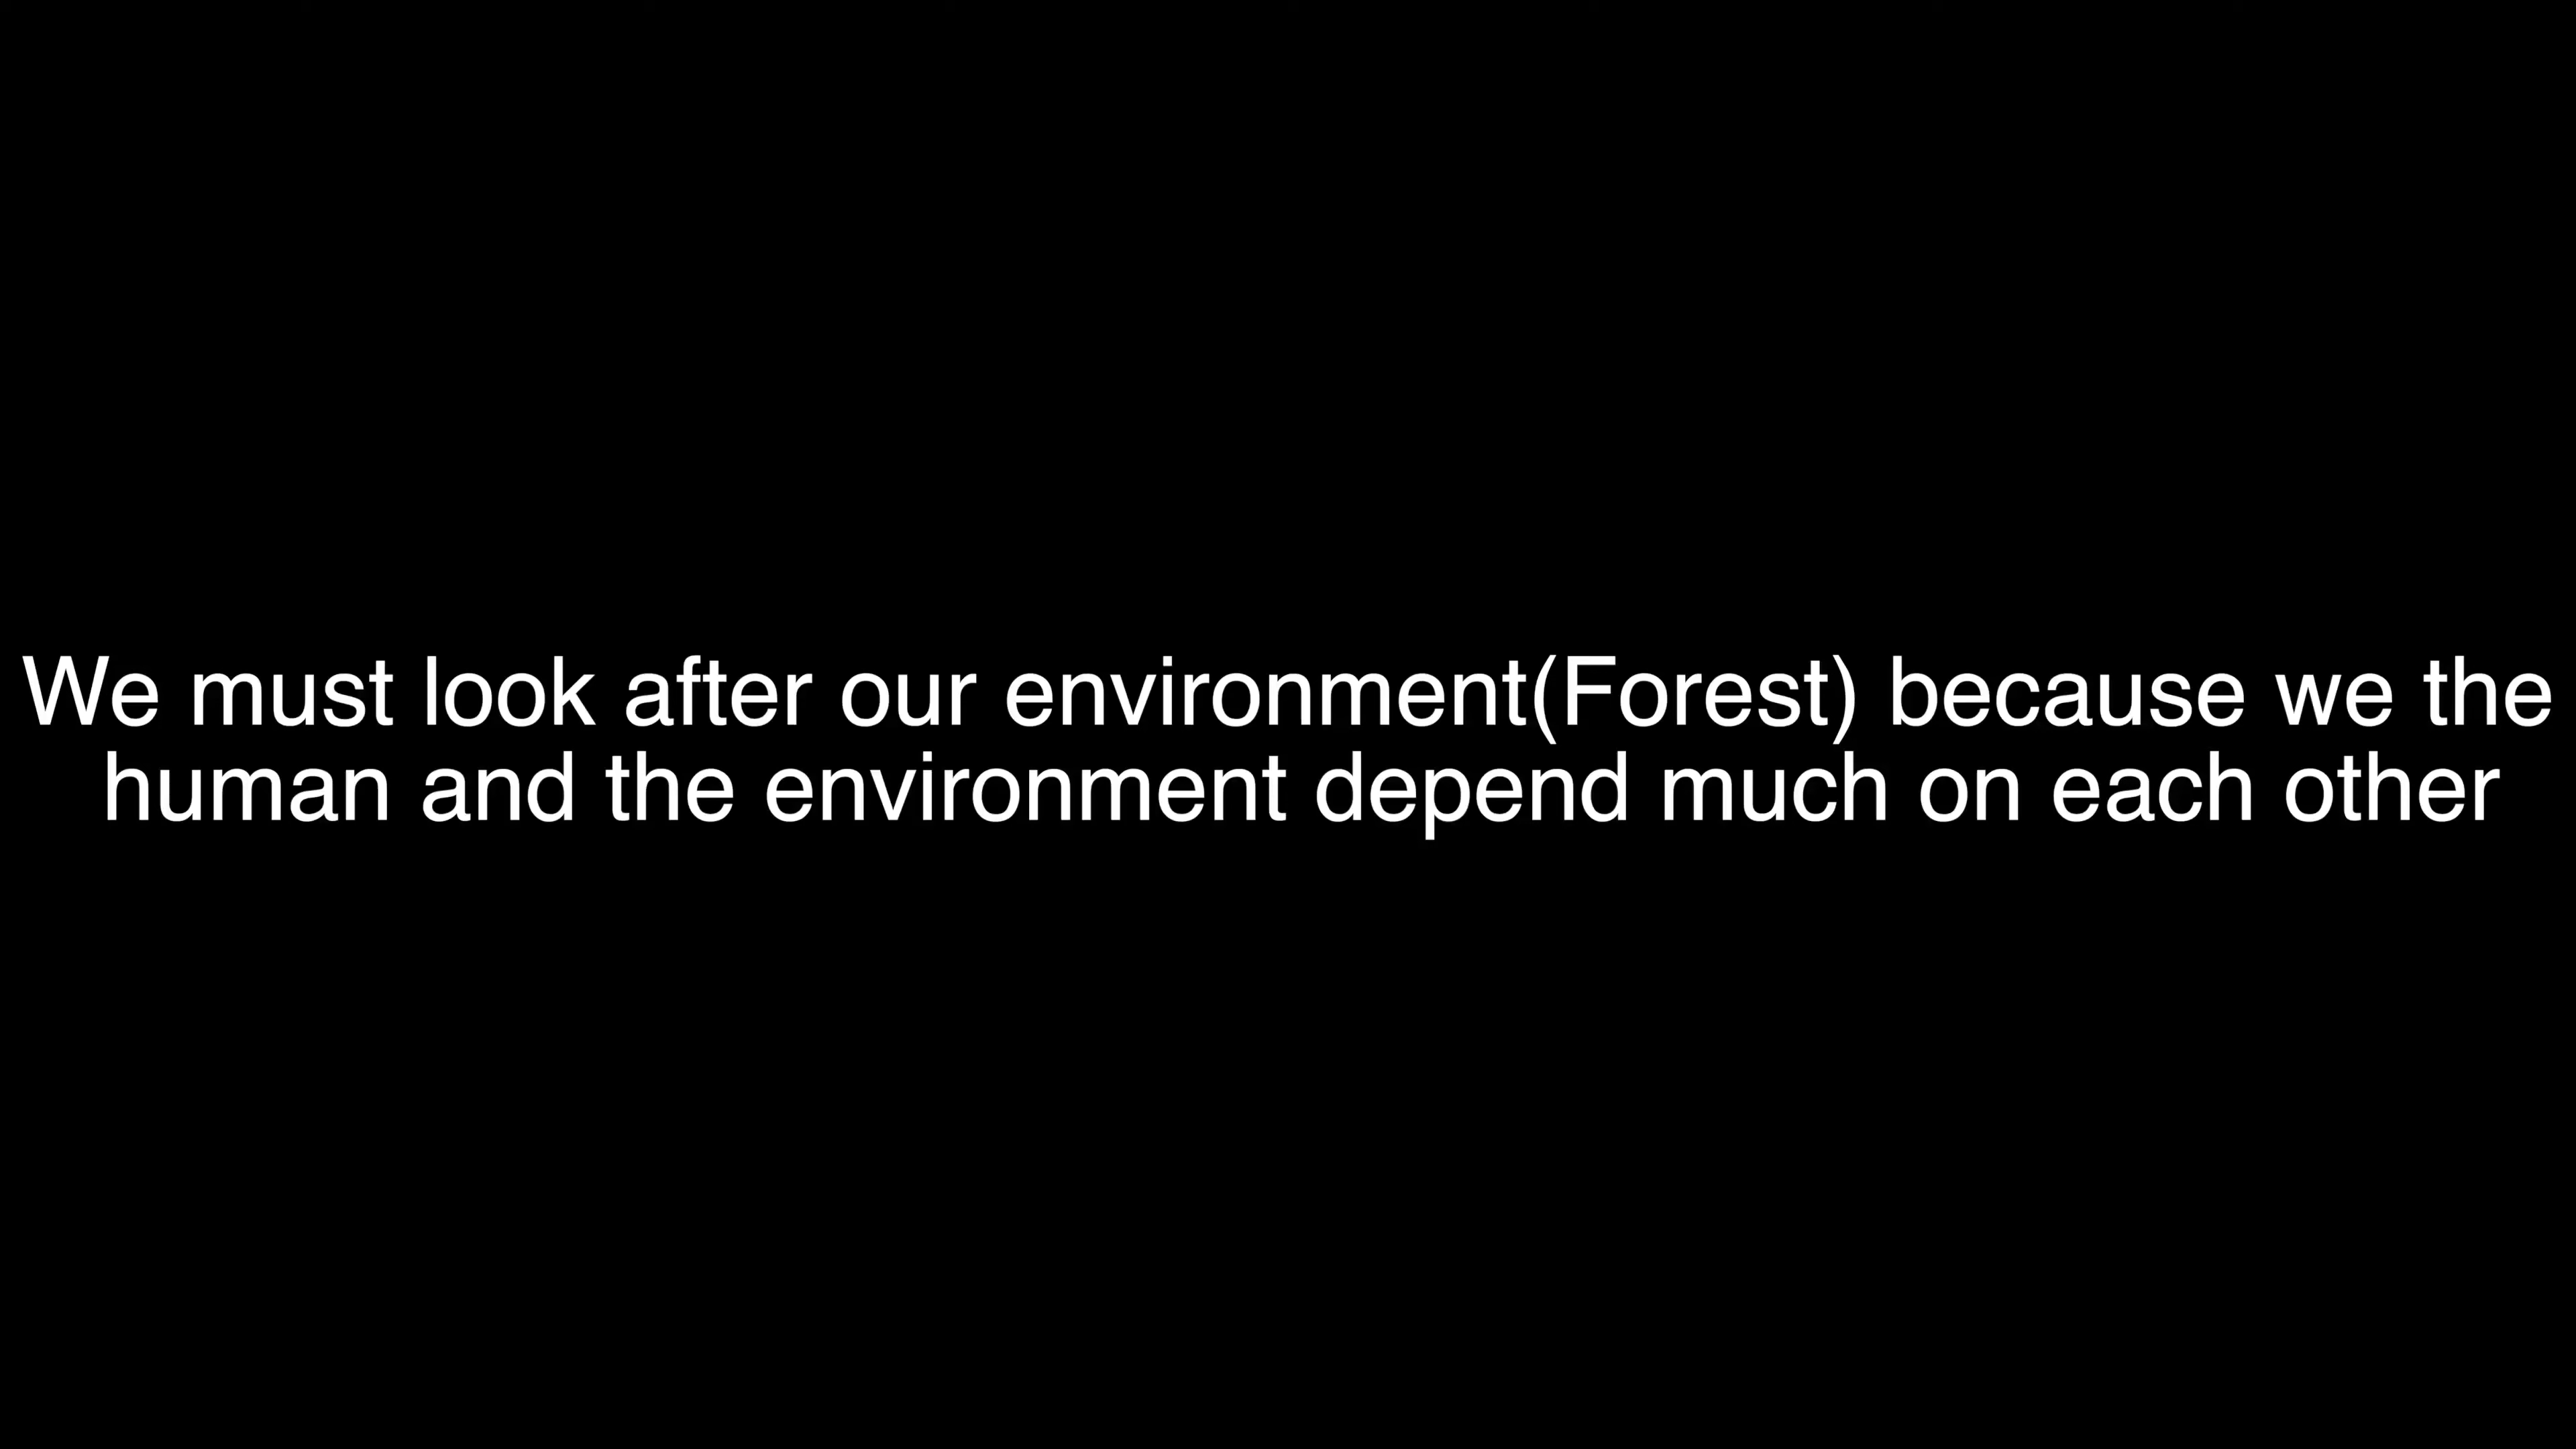 We must look after our environment(Forest) because we the
human and the environment depend much on each other